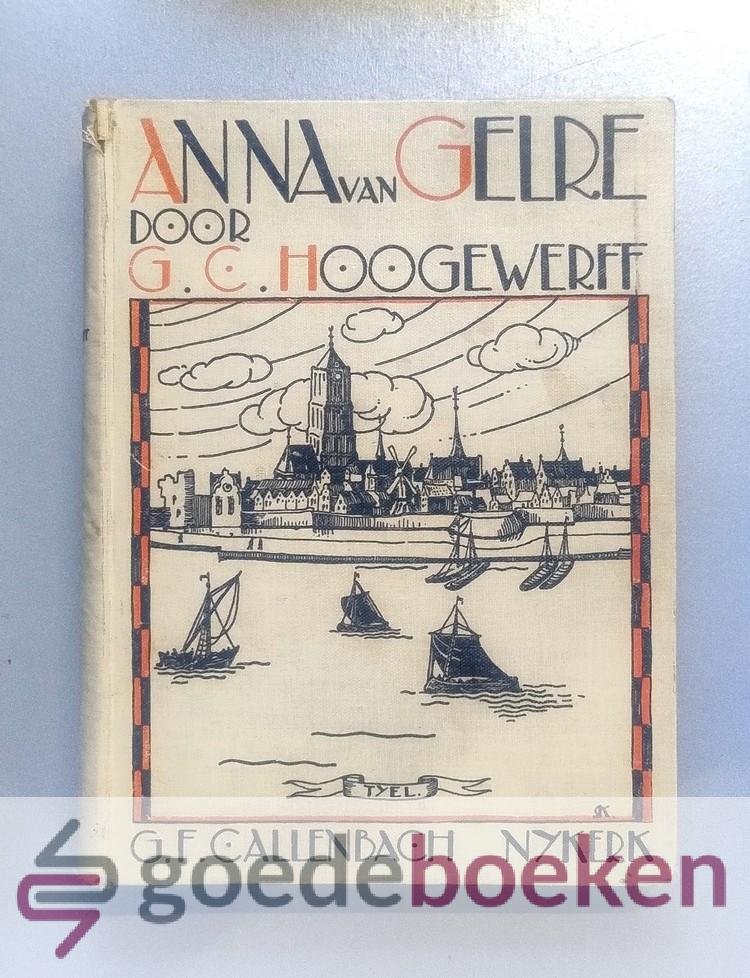 ANNA VAN GELRE
DOOR
G. C. HOOGEWERFF
TYEL.
G. F. CALLENBACH NYKERK
goedeboeken